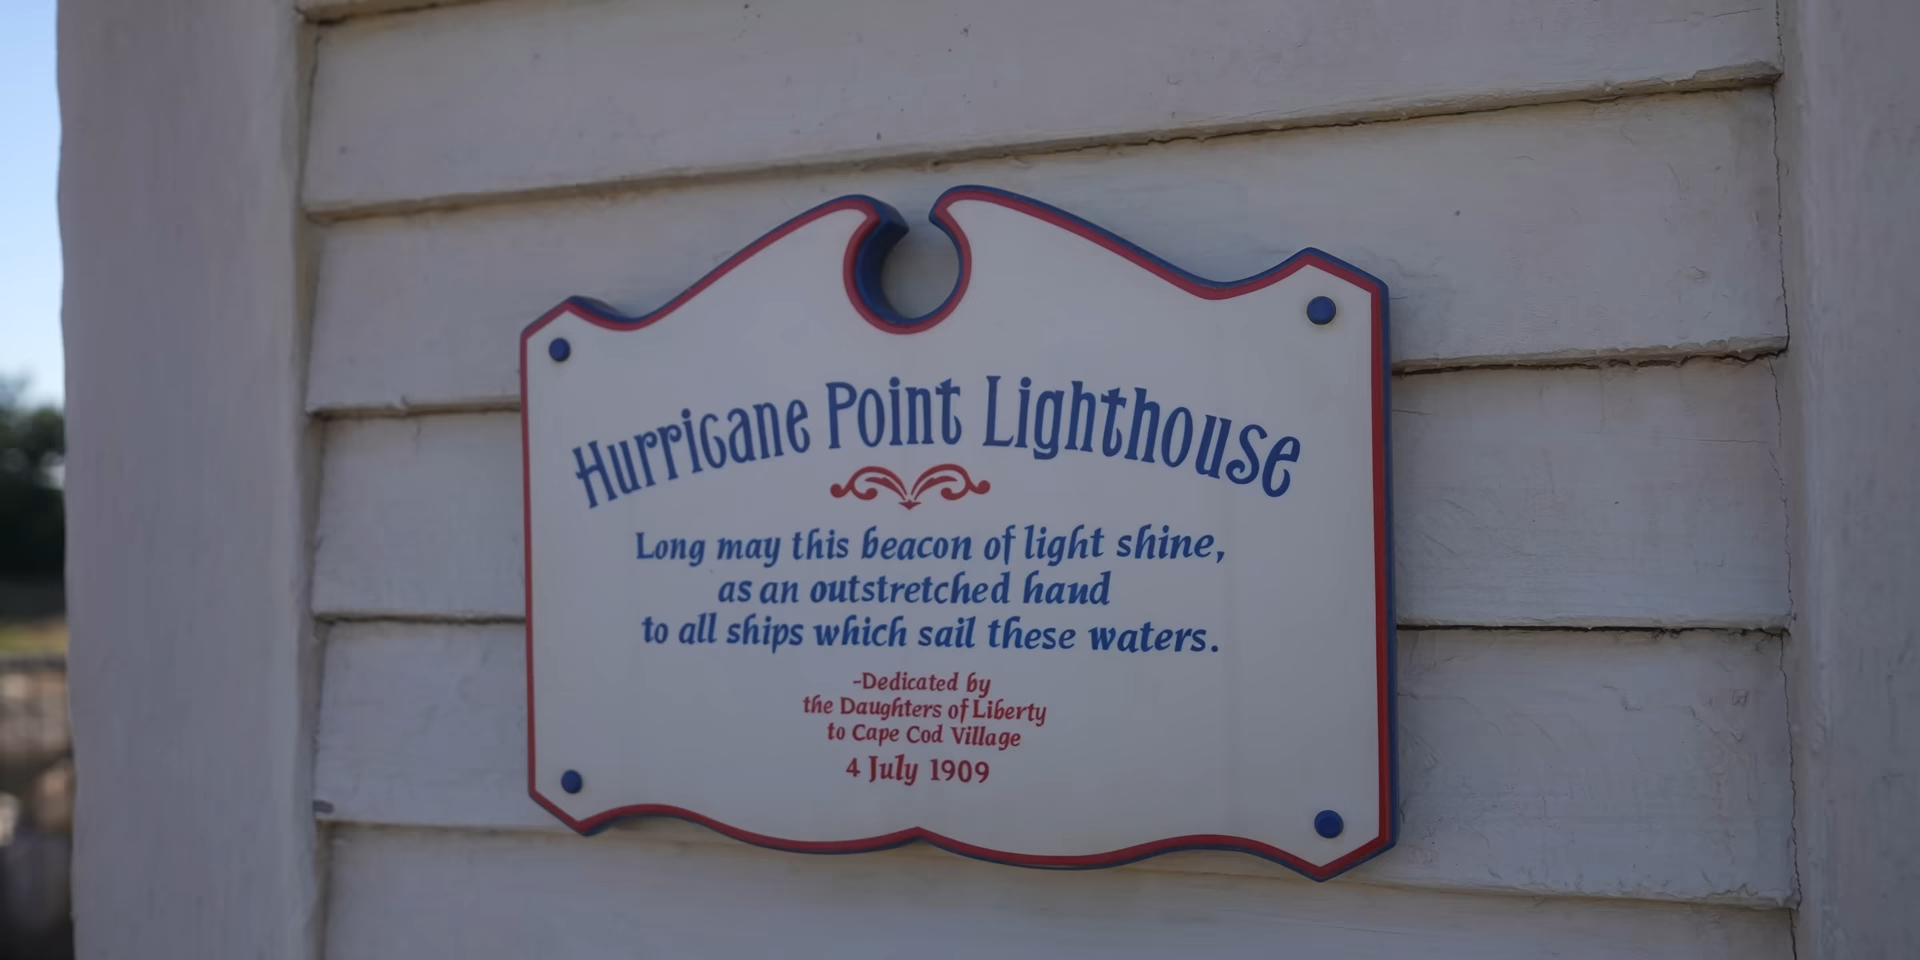 Hurricane Point Lighthouse
Long may this beacon of light shine,
as an outstretched hand
to all ships which sail these waters.
-Dedicated by
the Daughters of Liberty
to Cape Cod Village
4 July 1909